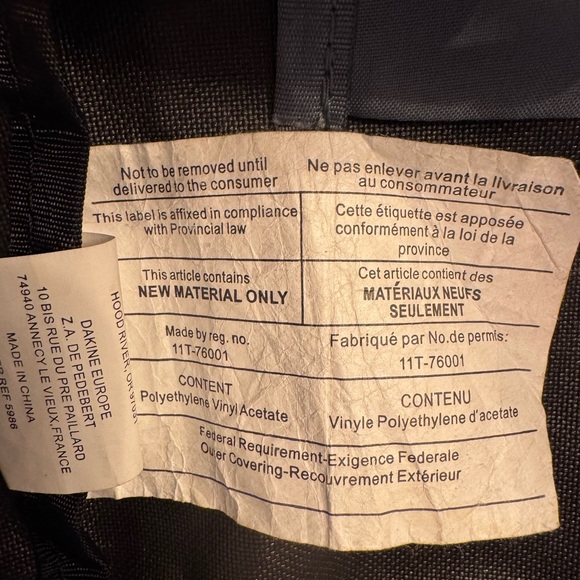 Not to be removed until
delivered to the consumer
Ne pas enlever avant la livraison
au consommateur
This label is affixed in compliance
with Provincial law
Cette étiquette est apposée
conformément à la loi de la
province
This article contains
NEW MATERIAL ONLY
Cet article contient des
MATÉRIAUX NEUFS
SEULEMENT
Made by reg. no.
11T-76001
Fabriqué par No.de permis:
11T-76001
CONTENT
Polyethylene Vinyl Acetate
CONTENU
Vinyle Polyethylene d'acetate
Federal Requirement-Exigence Federale
Outer Covering-Recouvrement Extérieur
HOOD RIVER,
DAKINE EUROPE
Z.A. DE PEDEBERT
10 BIS RUE DU PRE PAILLARD
74940 ANNECY LE VIEUX,FRANCE
MADE IN CHINA
REF 5986